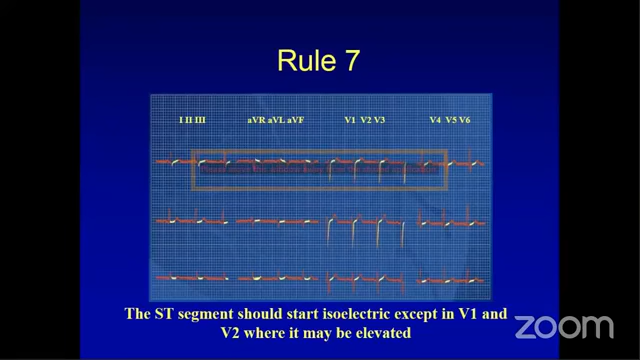 Rule 7
I II III aVR aVL aVF V1 V2 V3 V4 V5 V6
The ST segment should start isoelectric except in V1 and
V2 where it may be elevated
zoom